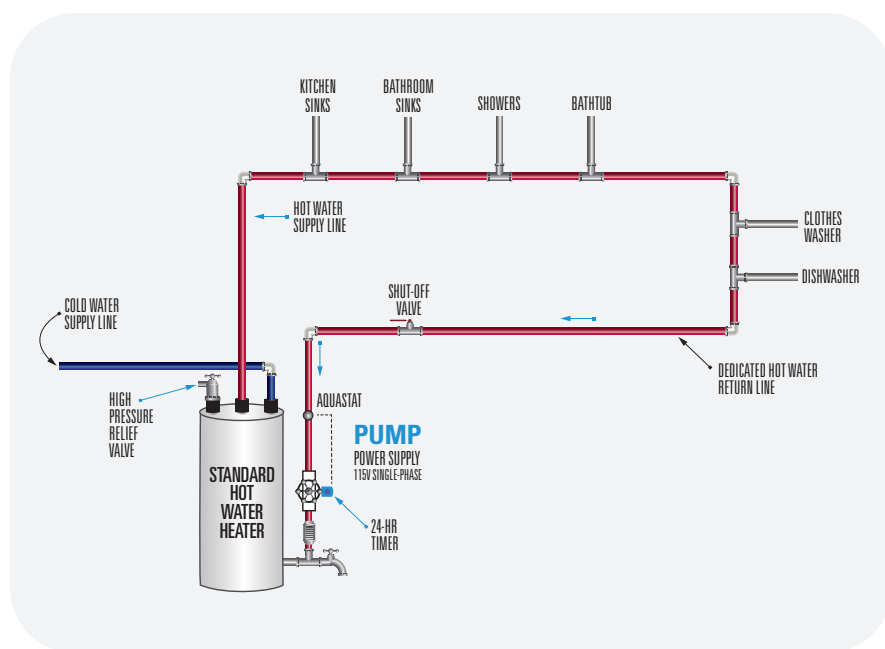 KITCHEN
SINKS
BATHROOM
SINKS
SHOWERS
BATHTUB
HOT WATER
SUPPLY LINE
CLOTHES
WASHER
DISHWASHER
SHUT-OFF
VALVE
COLD WATER
SUPPLY LINE
DEDICATED HOT WATER
RETURN LINE
HIGH
PRESSURE
RELIEF
VALVE
AQUASTAT
PUMP
POWER SUPPLY
115V SINGLE-PHASE
STANDARD
HOT
WATER
HEATER
24-HR
TIMER